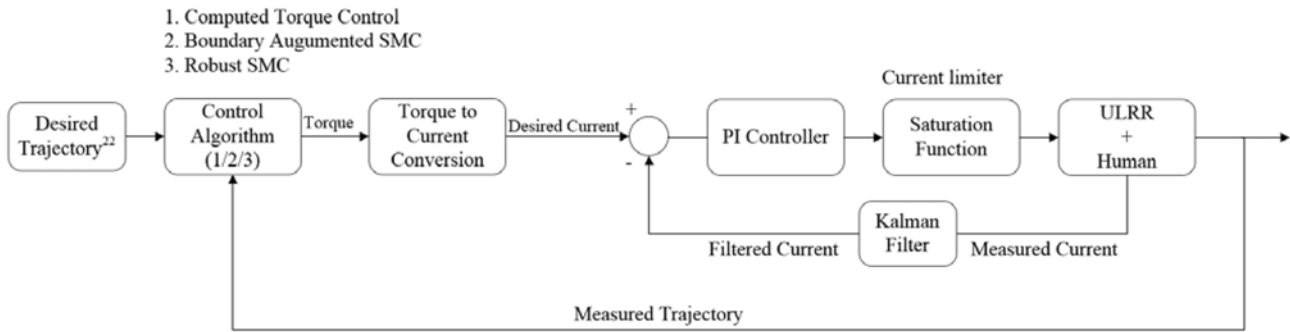 1. Computed Torque Control
2. Boundary Augumented SMC
3. Robust SMC
Current limiter
Desired
Trajectory22
Control
Algorithm
(1/2/3)
Torque
Torque to
Current
Conversion
Desired Current
+
-
PI Controller
Saturation
Function
ULRR
+
Human
Kalman
Filter
Filtered Current
Measured Current
Measured Trajectory